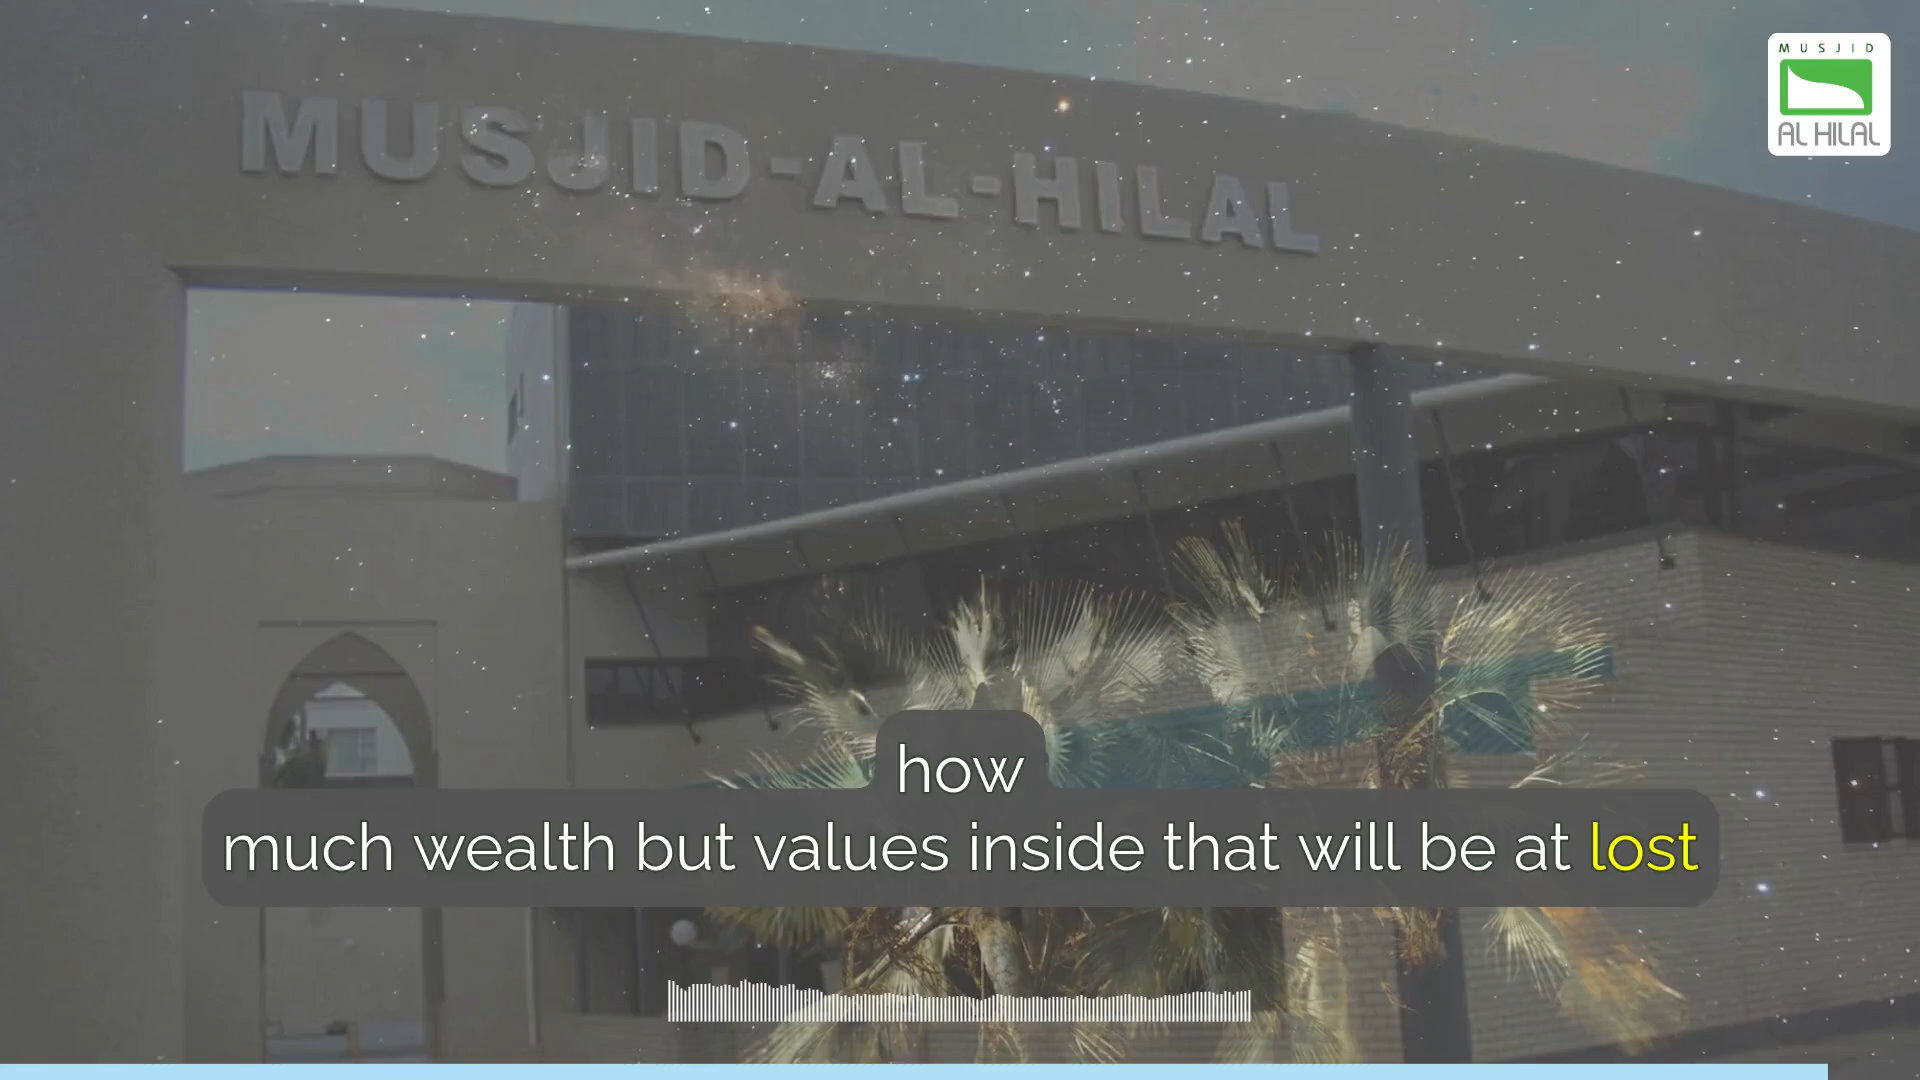 MUSJID
AL HILAL
MUSJID-AL-HILAL
how
much wealth but values inside that will be at lost